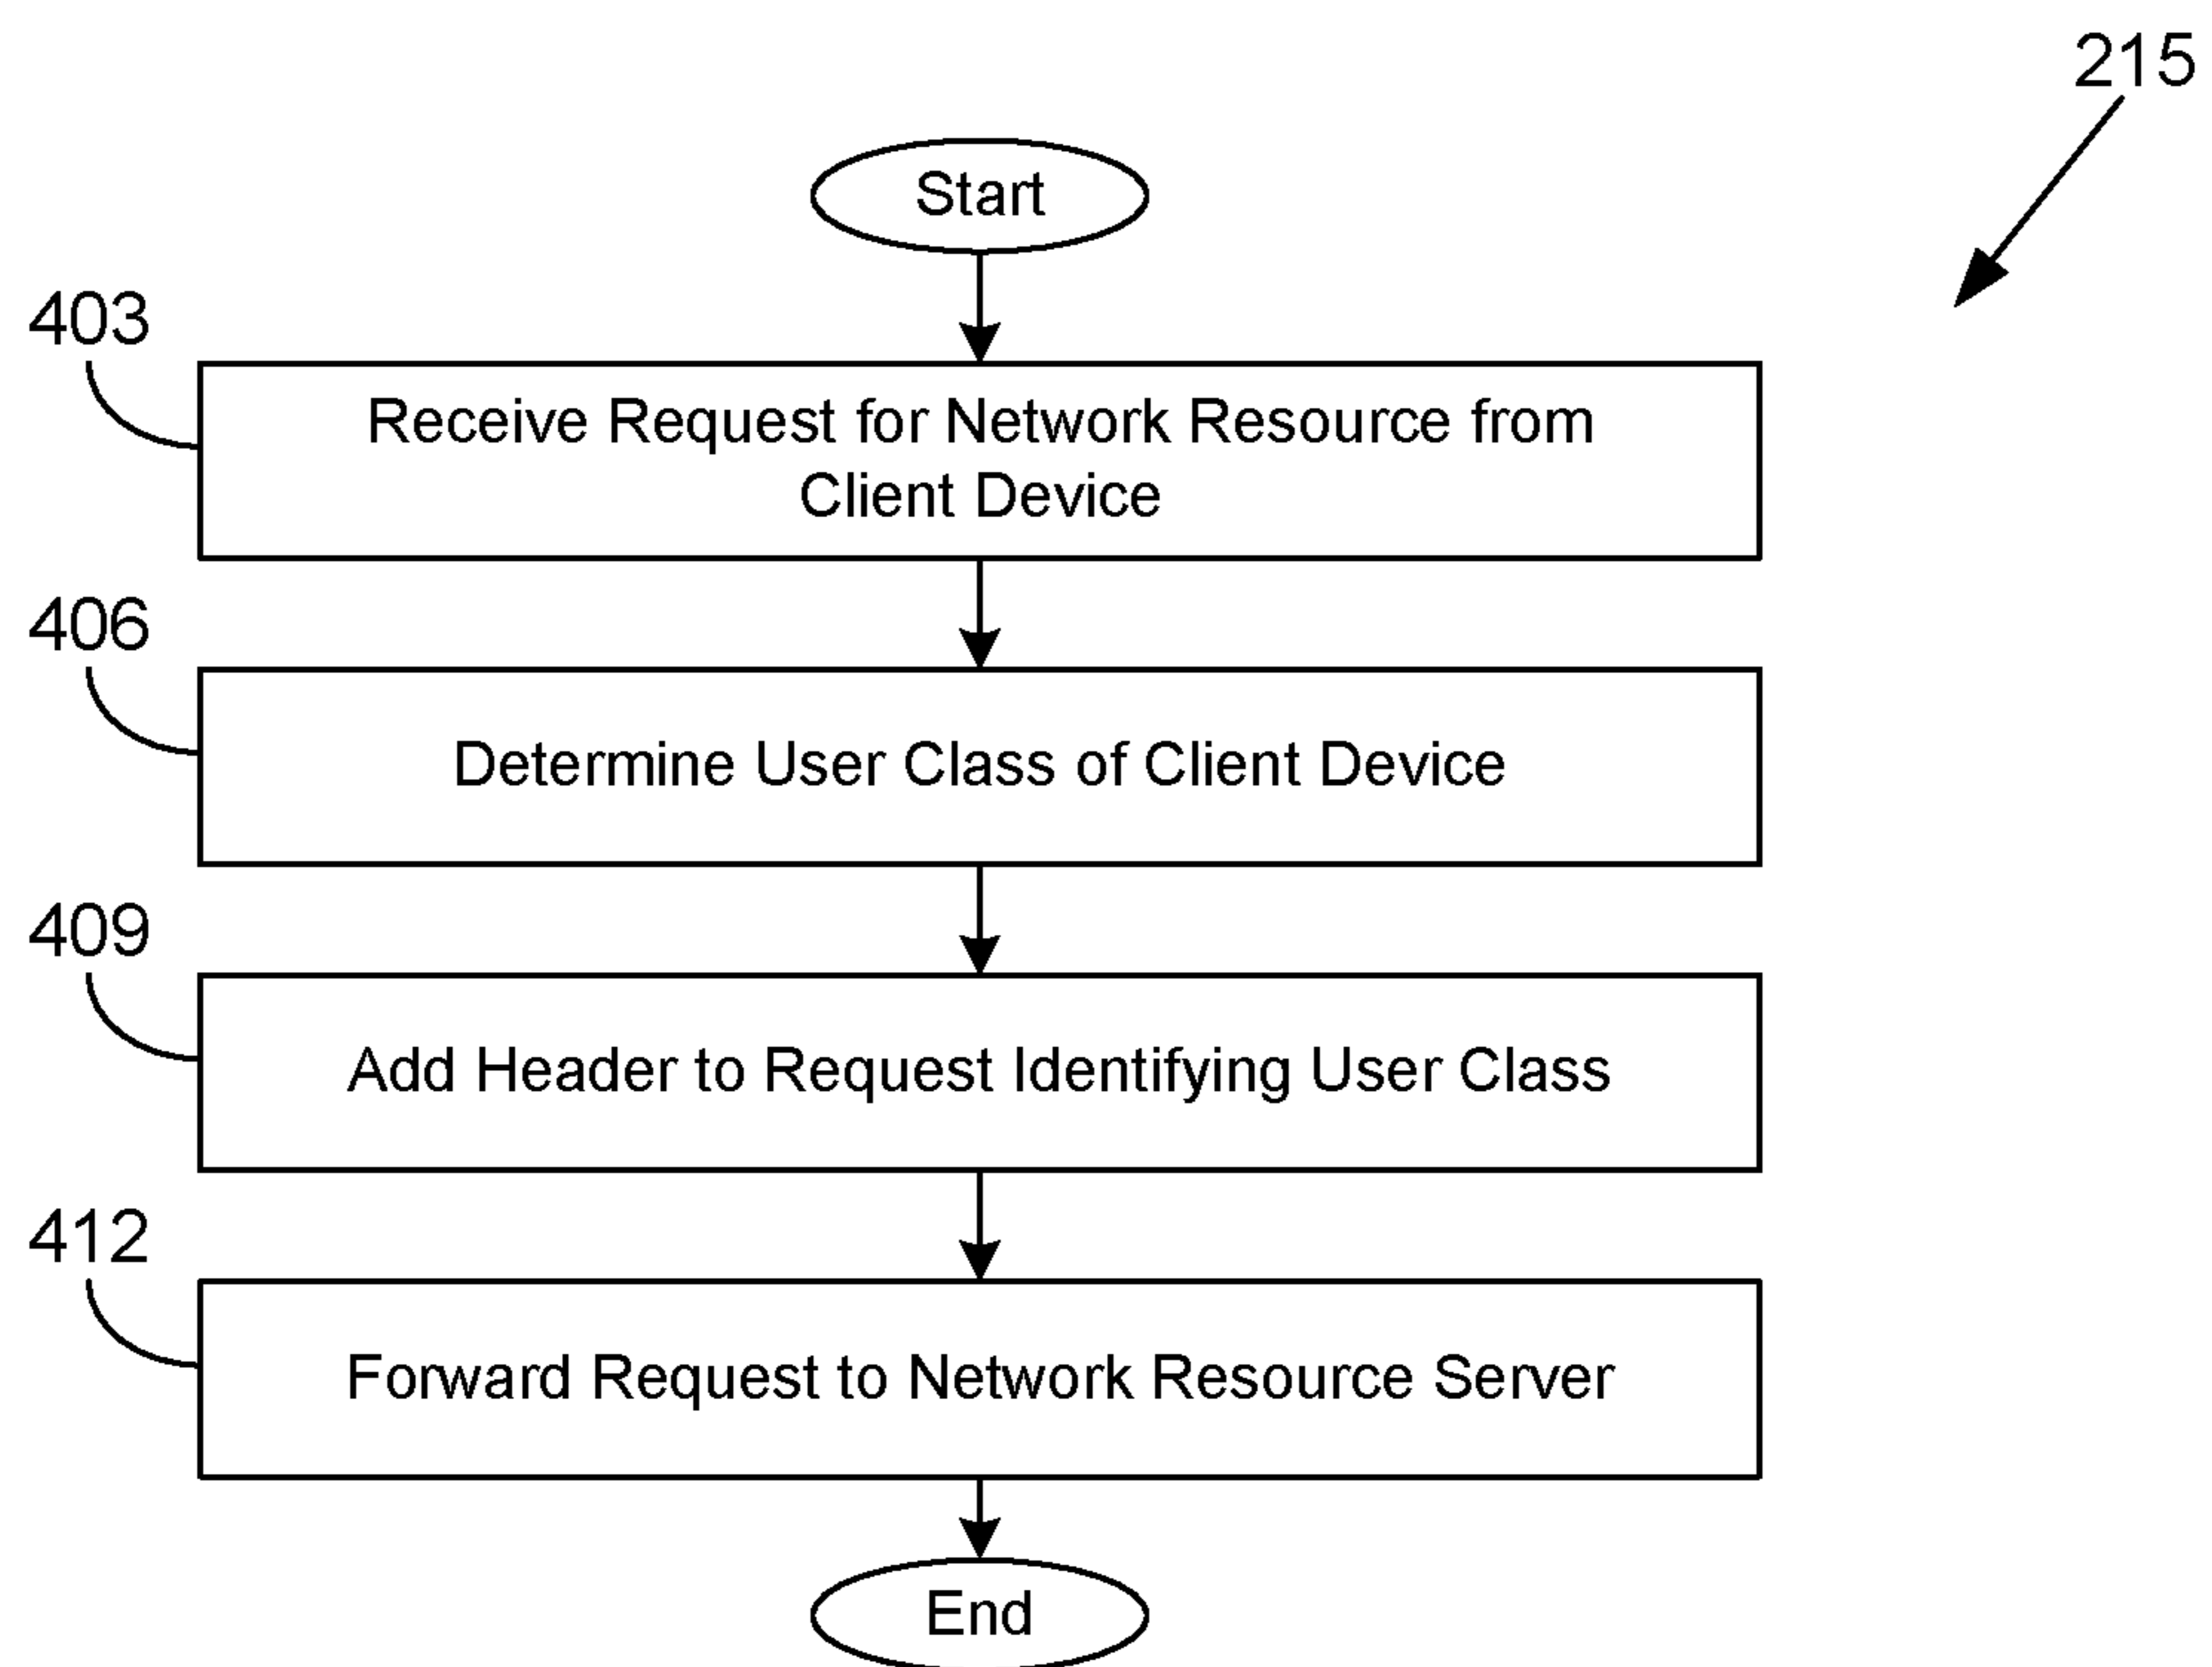 215
Start
403
Receive Request for Network Resource from
Client Device
406
Determine User Class of Client Device
409
Add Header to Request Identifying User Class
412
Forward Request to Network Resource Server
End